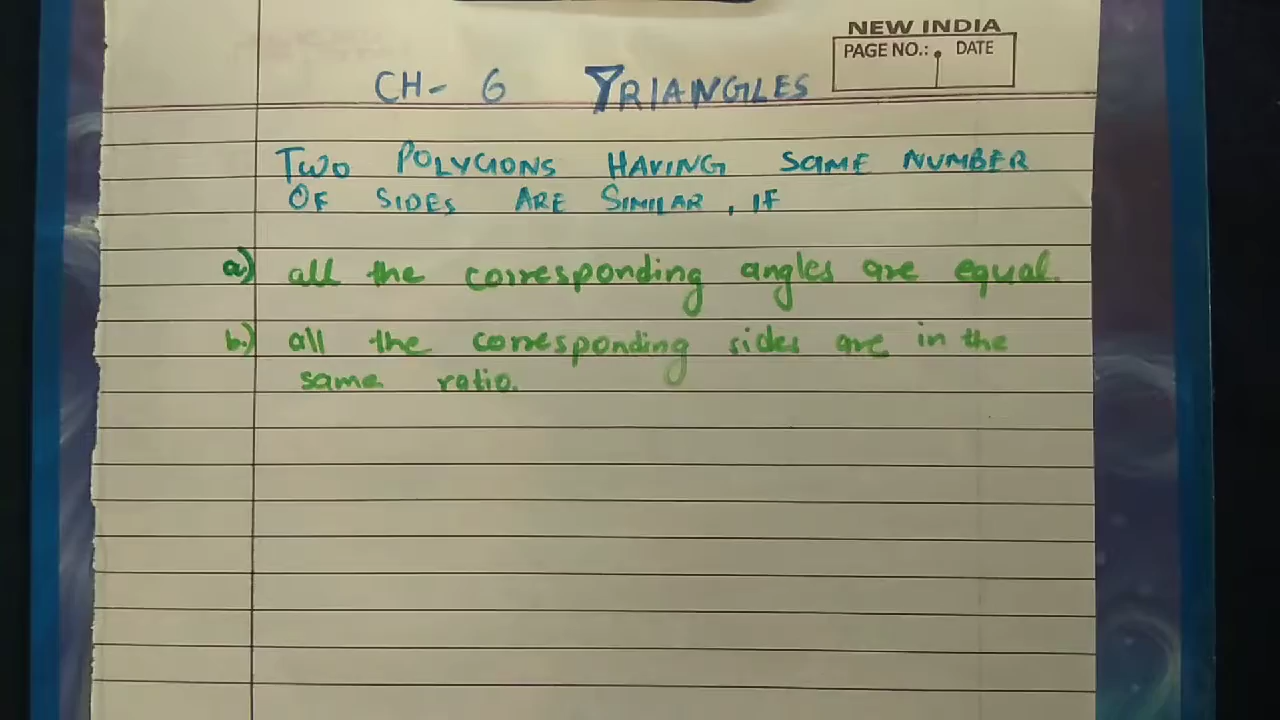 NEW INDIA
PAGE NO.: DATE
CH- 6 TRIANGLES
TWO POLYGONS HAVING SAME NUMBER
OF SIDES ARE SIMILAR, IF
a) all the corresponding angles are equal.
b.) all the corresponding sides are in the
same ratio.